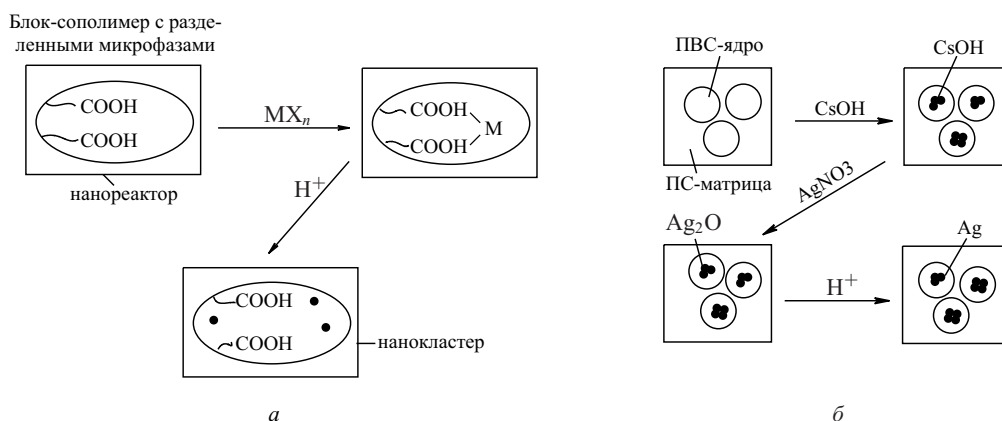 Блок-сополимер с разде-
ленными микрофазами
COOH
COOH
нанореактор
MXn
COOH
M
COOH
H+
COOH
COOH
нанокластер
а
ПВС-ядро
ПС-матрица
CsOH
CsOH
AgNO3
Ag2O
H+
Ag
б